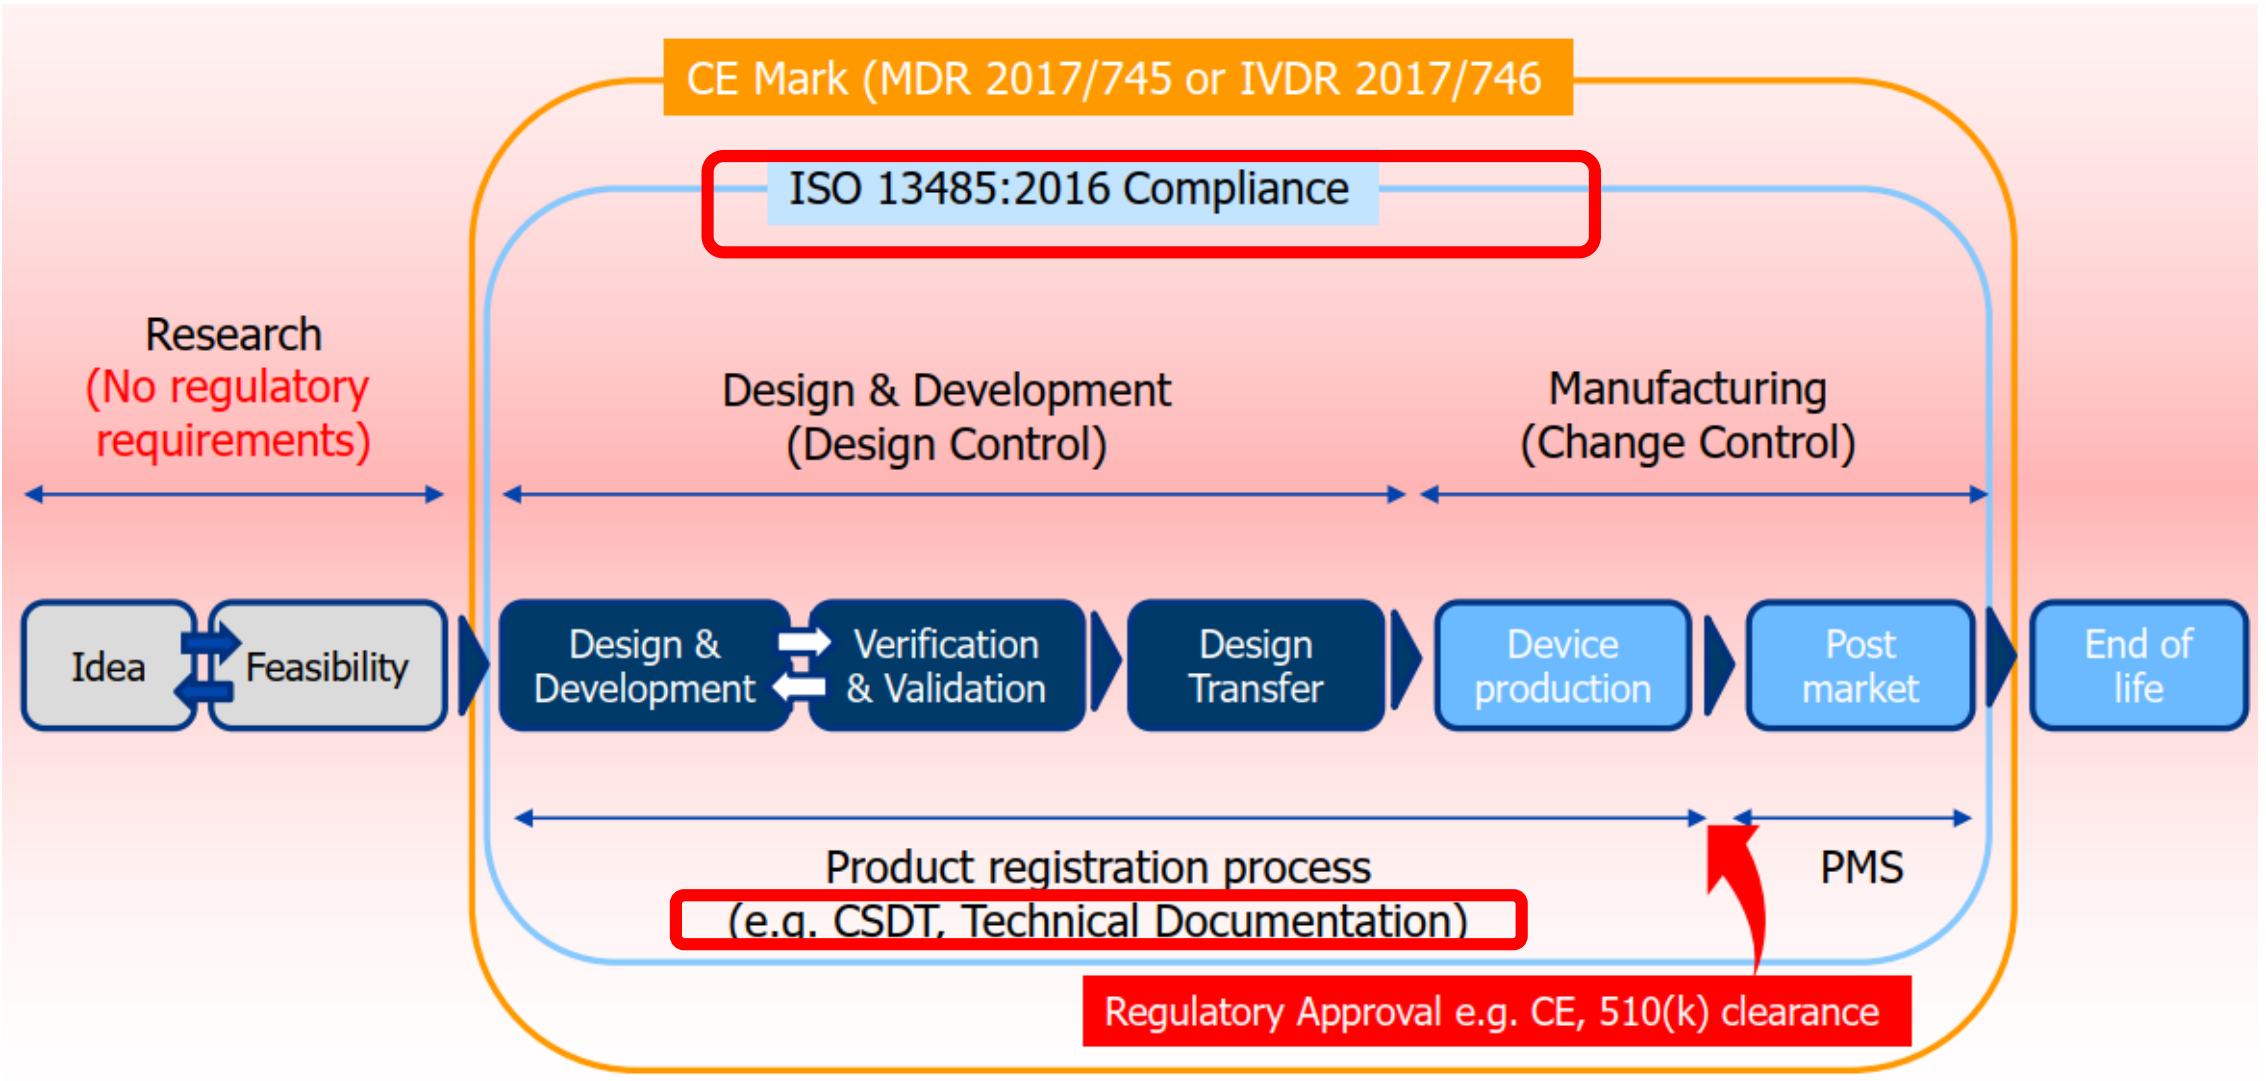 CE Mark (MDR 2017/745 or IVDR 2017/746
ISO 13485:2016 Compliance
Research
(No regulatory
requirements)
Design & Development
(Design Control)
Manufacturing
(Change Control)
Idea
Feasibility
Design &
Development
Verification
& Validation
Design
Transfer
Device
production
Post
market
End of
life
Product registration process
(e.g. CSDT, Technical Documentation)
PMS
Regulatory Approval e.g. CE, 510(k) clearance